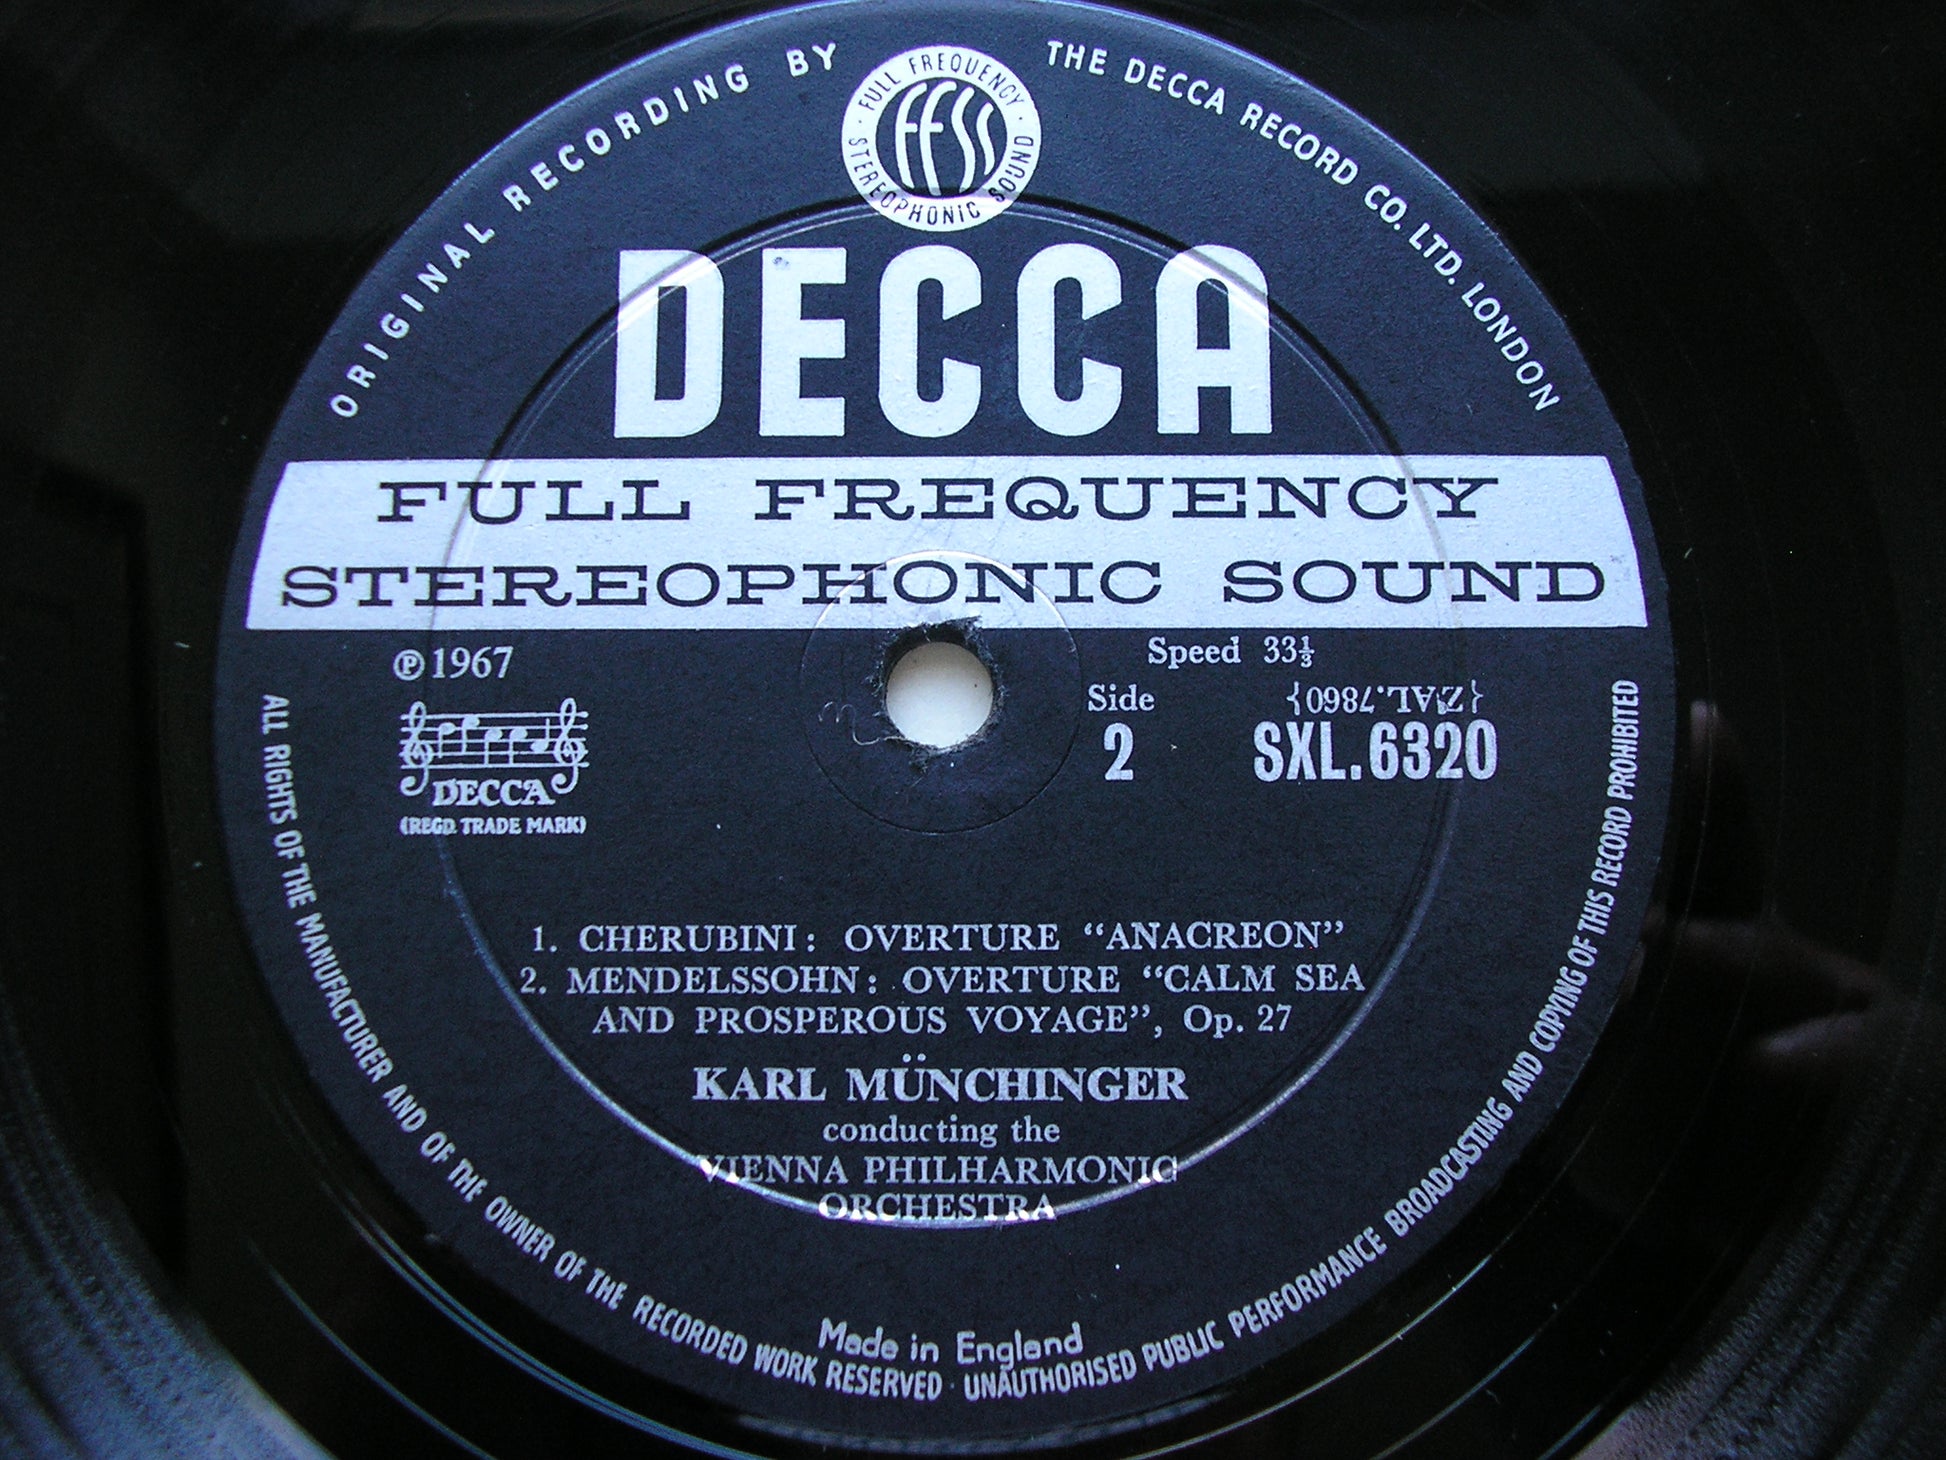 ORIGINAL RECORDING BY
THE DECCA RECORD CO. LTD. LONDON
FULL FREQUENCY
FFSS
STEREOPHONIC SOUND
DECCA
FULL FREQUENCY
STEREOPHONIC SOUND
℗1967
Speed 33⅓
Side
2
{ZAL.7860}
SXL.6320
DECCA
(REGD. TRADE MARK)
1. CHERUBINI: OVERTURE “ANACREON”
2. MENDELSSOHN: OVERTURE “CALM SEA
AND PROSPEROUS VOYAGE”, Op. 27
KARL MÜNCHINGER
conducting the
VIENNA PHILHARMONIC
ORCHESTRA
Made in England
ALL RIGHTS OF THE MANUFACTURER AND OF THE OWNER OF THE RECORDED WORK RESERVED · UNAUTHORISED PUBLIC PERFORMANCE BROADCASTING AND COPYING OF THIS RECORD PROHIBITED